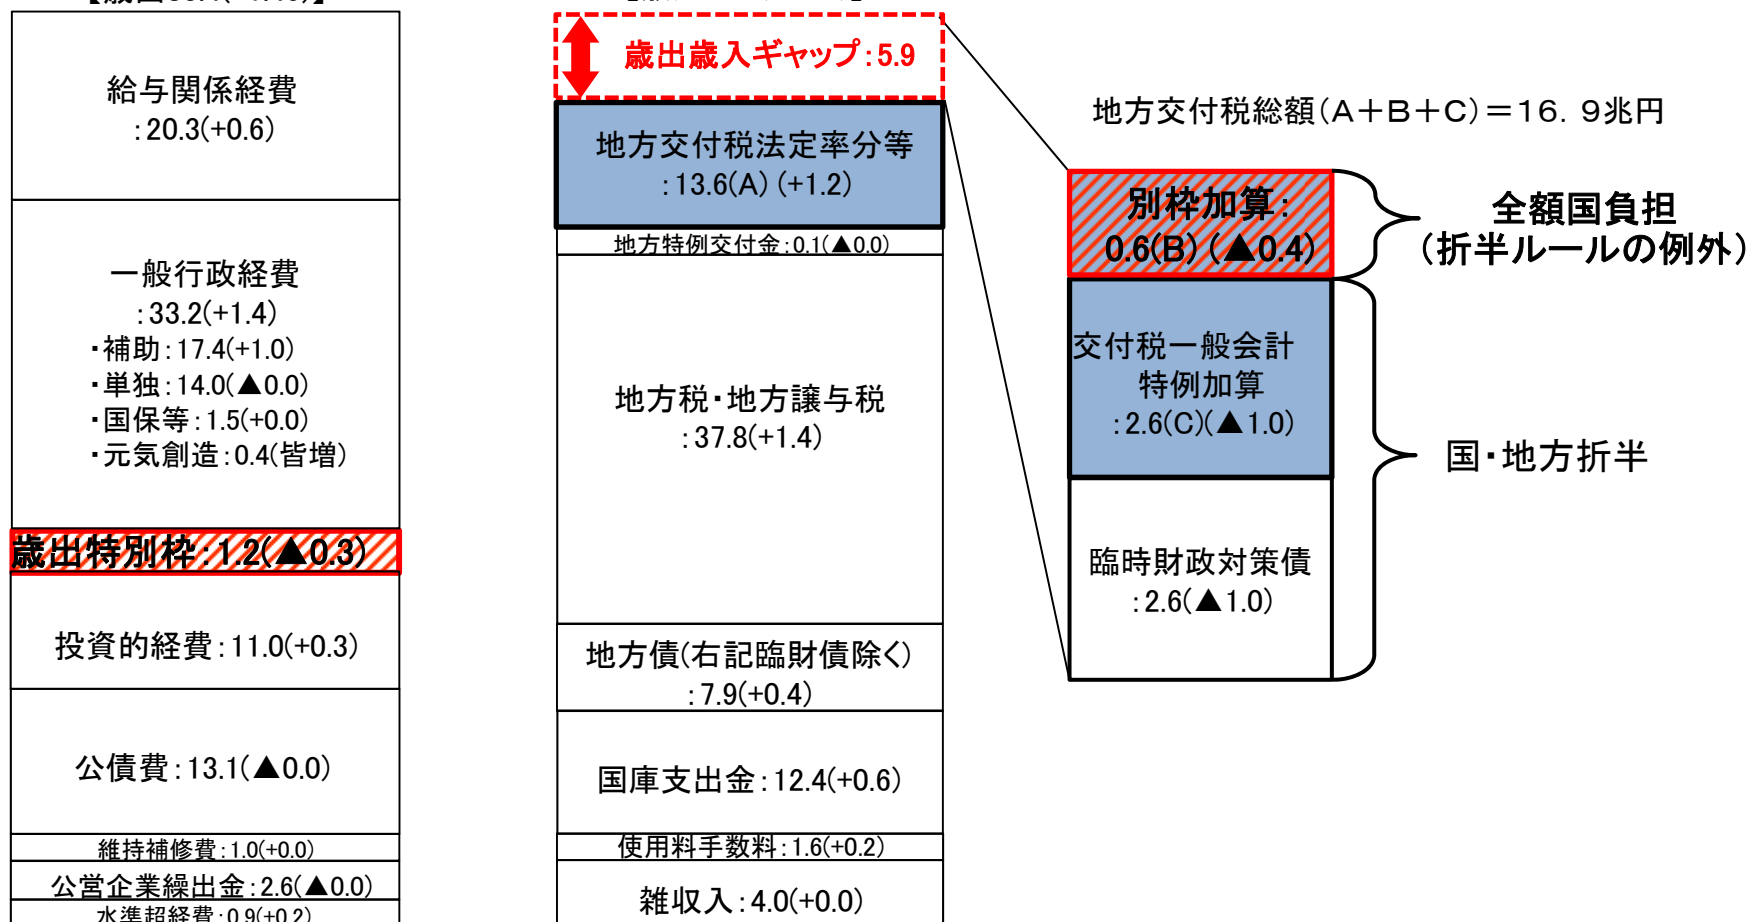 給与関係経費
:20.3(+0.6)
一般行政経費
:33.2(+1.4)
・補助:17.4(+1.0)
・単独:14.0(▲0.0)
・国保等:1.5(+0.0)
・元気創造:0.4(皆増)
歳出特別枠:1.2(▲0.3)
投資的経費:11.0(+0.3)
公債費:13.1(▲0.0)
維持補修費:1.0(+0.0)
公営企業繰出金:2.6(▲0.0)
水準超経費:0.9(+0.2)
歳出歳入ギャップ:5.9
地方交付税法定率分等
:13.6(A) (+1.2)
地方特例交付金:0.1(▲0.0)
地方税・地方譲与税
:37.8(+1.4)
地方債(右記臨財債除く)
:7.9(+0.4)
国庫支出金:12.4(+0.6)
使用料手数料:1.6(+0.2)
雑収入:4.0(+0.0)
地方交付税総額(A+B+C)=16.9兆円
別枠加算:
0.6(B) (▲0.4)
全額国負担
(折半ルールの例外)
交付税一般会計
特例加算
:2.6(C)(▲1.0)
国・地方折半
臨時財政対策債
:2.6(▲1.0)